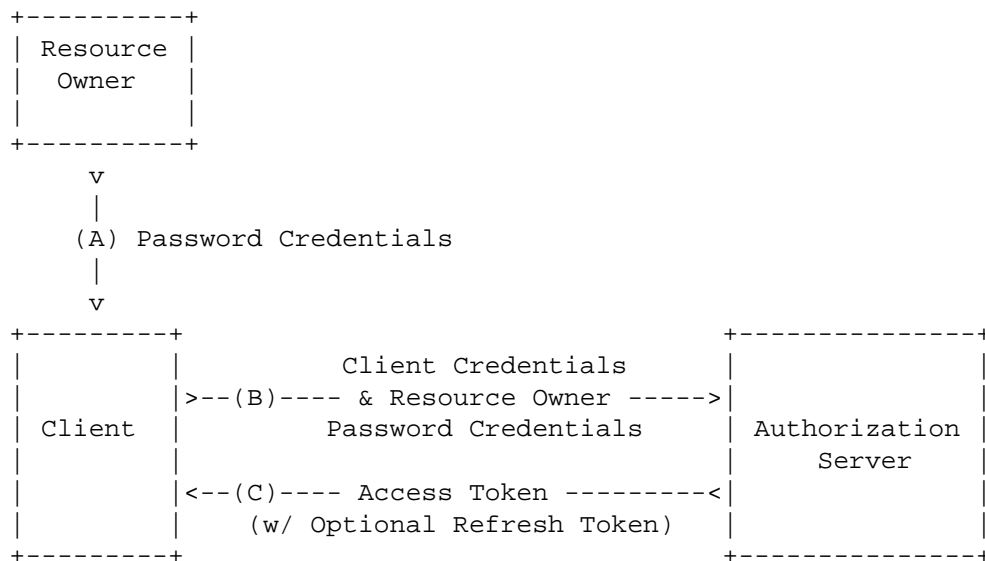 Resource
Owner
(A) Password Credentials
Client Credentials
>--(B)---- & Resource Owner ----->
Client Password Credentials Authorization
Server
<--(C)---- Access Token ---------<
(w/ Optional Refresh Token)